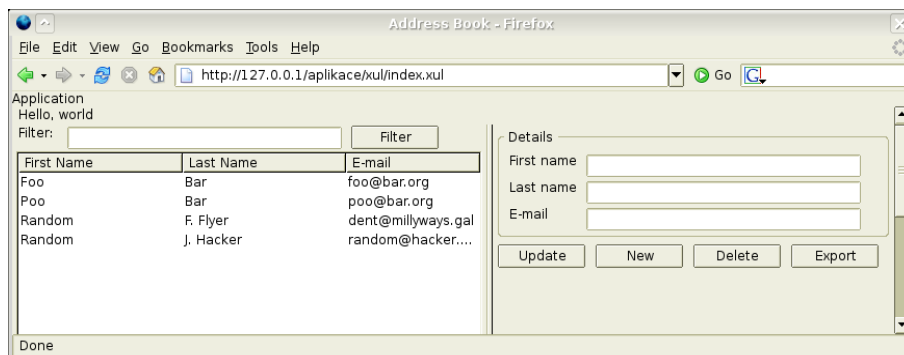 Address Book - Firefox
File Edit View Go Bookmarks Tools Help
http://127.0.0.1/aplikace/xul/index.xul Go G
Application
Hello, world
Filter: Filter
First Name Last Name E-mail
Foo Bar foo@bar.org
Poo Bar poo@bar.org
Random F. Flyer dent@millyways.gal
Random J. Hacker random@hacker....
Details
First name
Last name
E-mail
Update New Delete Export
Done